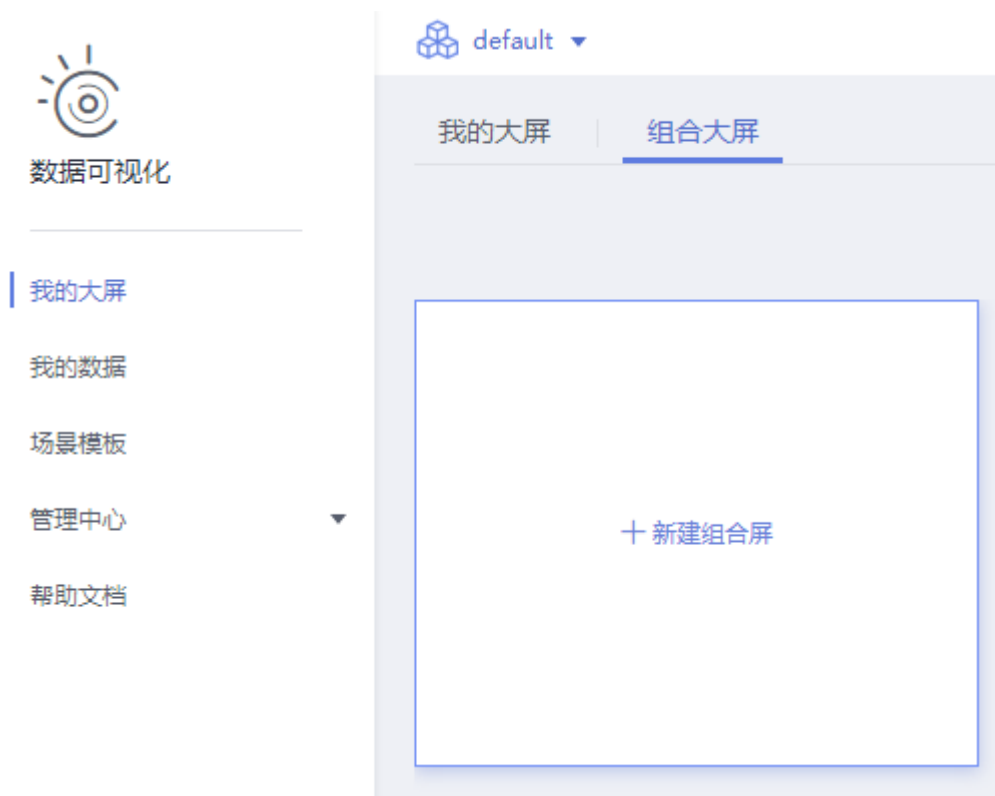 数据可视化
我的大屏
我的数据
场景模板
管理中心
帮助文档
default
我的大屏
组合大屏
新建组合屏